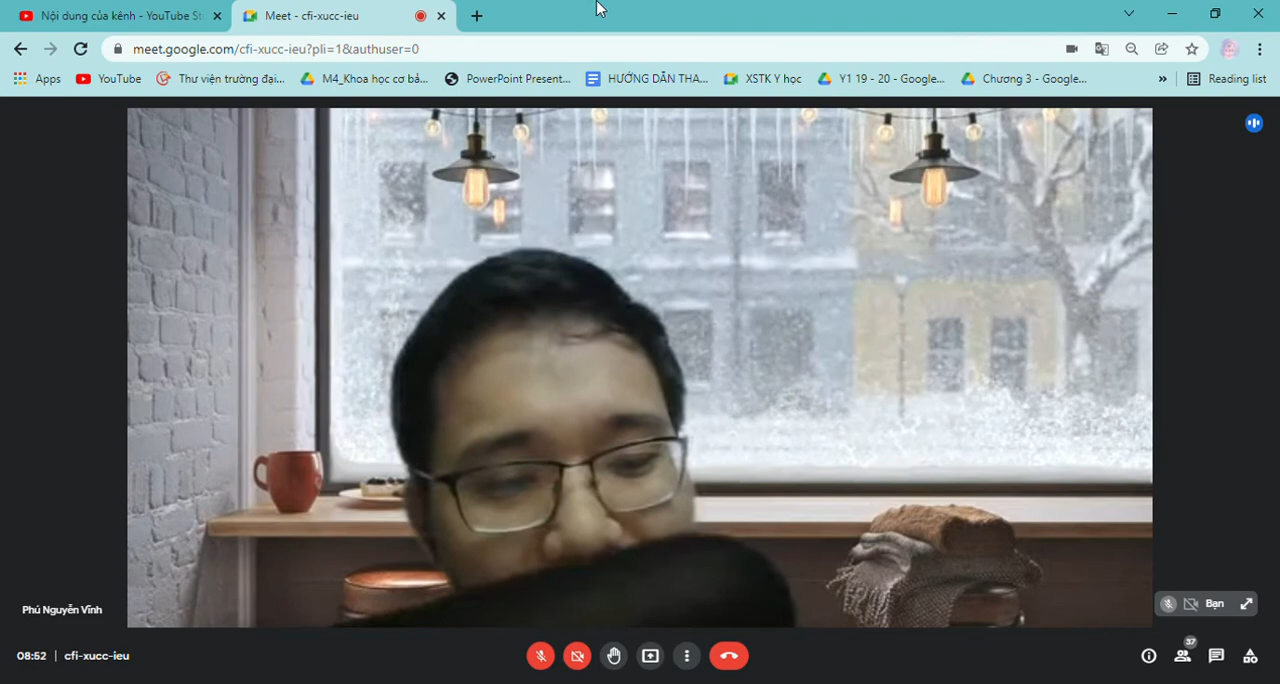 Nội dung của kênh - YouTube St
Meet - cfi-xucc-ieu
meet.google.com/cfi-xucc-ieu?pli=1&authuser=0
Apps
YouTube
Thư viện trường đại...
M4_Khoa học cơ bả...
PowerPoint Present...
HƯỚNG DẪN THA...
XSTK Y học
Y1 19 - 20 - Google...
Chương 3 - Google...
»
Reading list
Phú Nguyễn Vĩnh
Bạn
08:52 | cfi-xucc-ieu
37